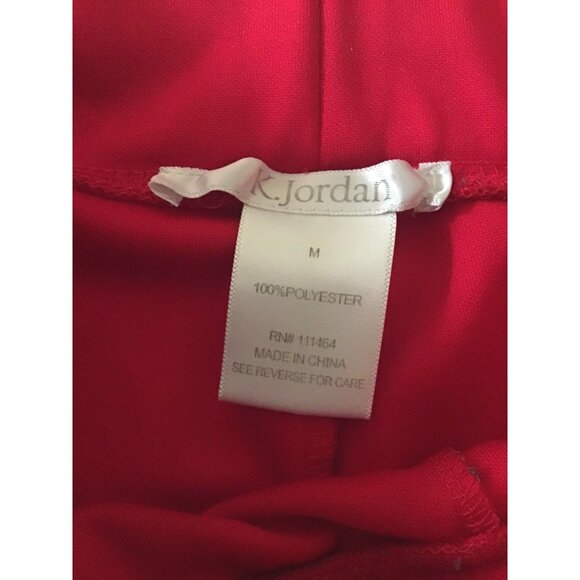 K.Jordan
M
100%POLYESTER
RN# 111464
MADE IN CHINA
SEE REVERSE FOR CARE